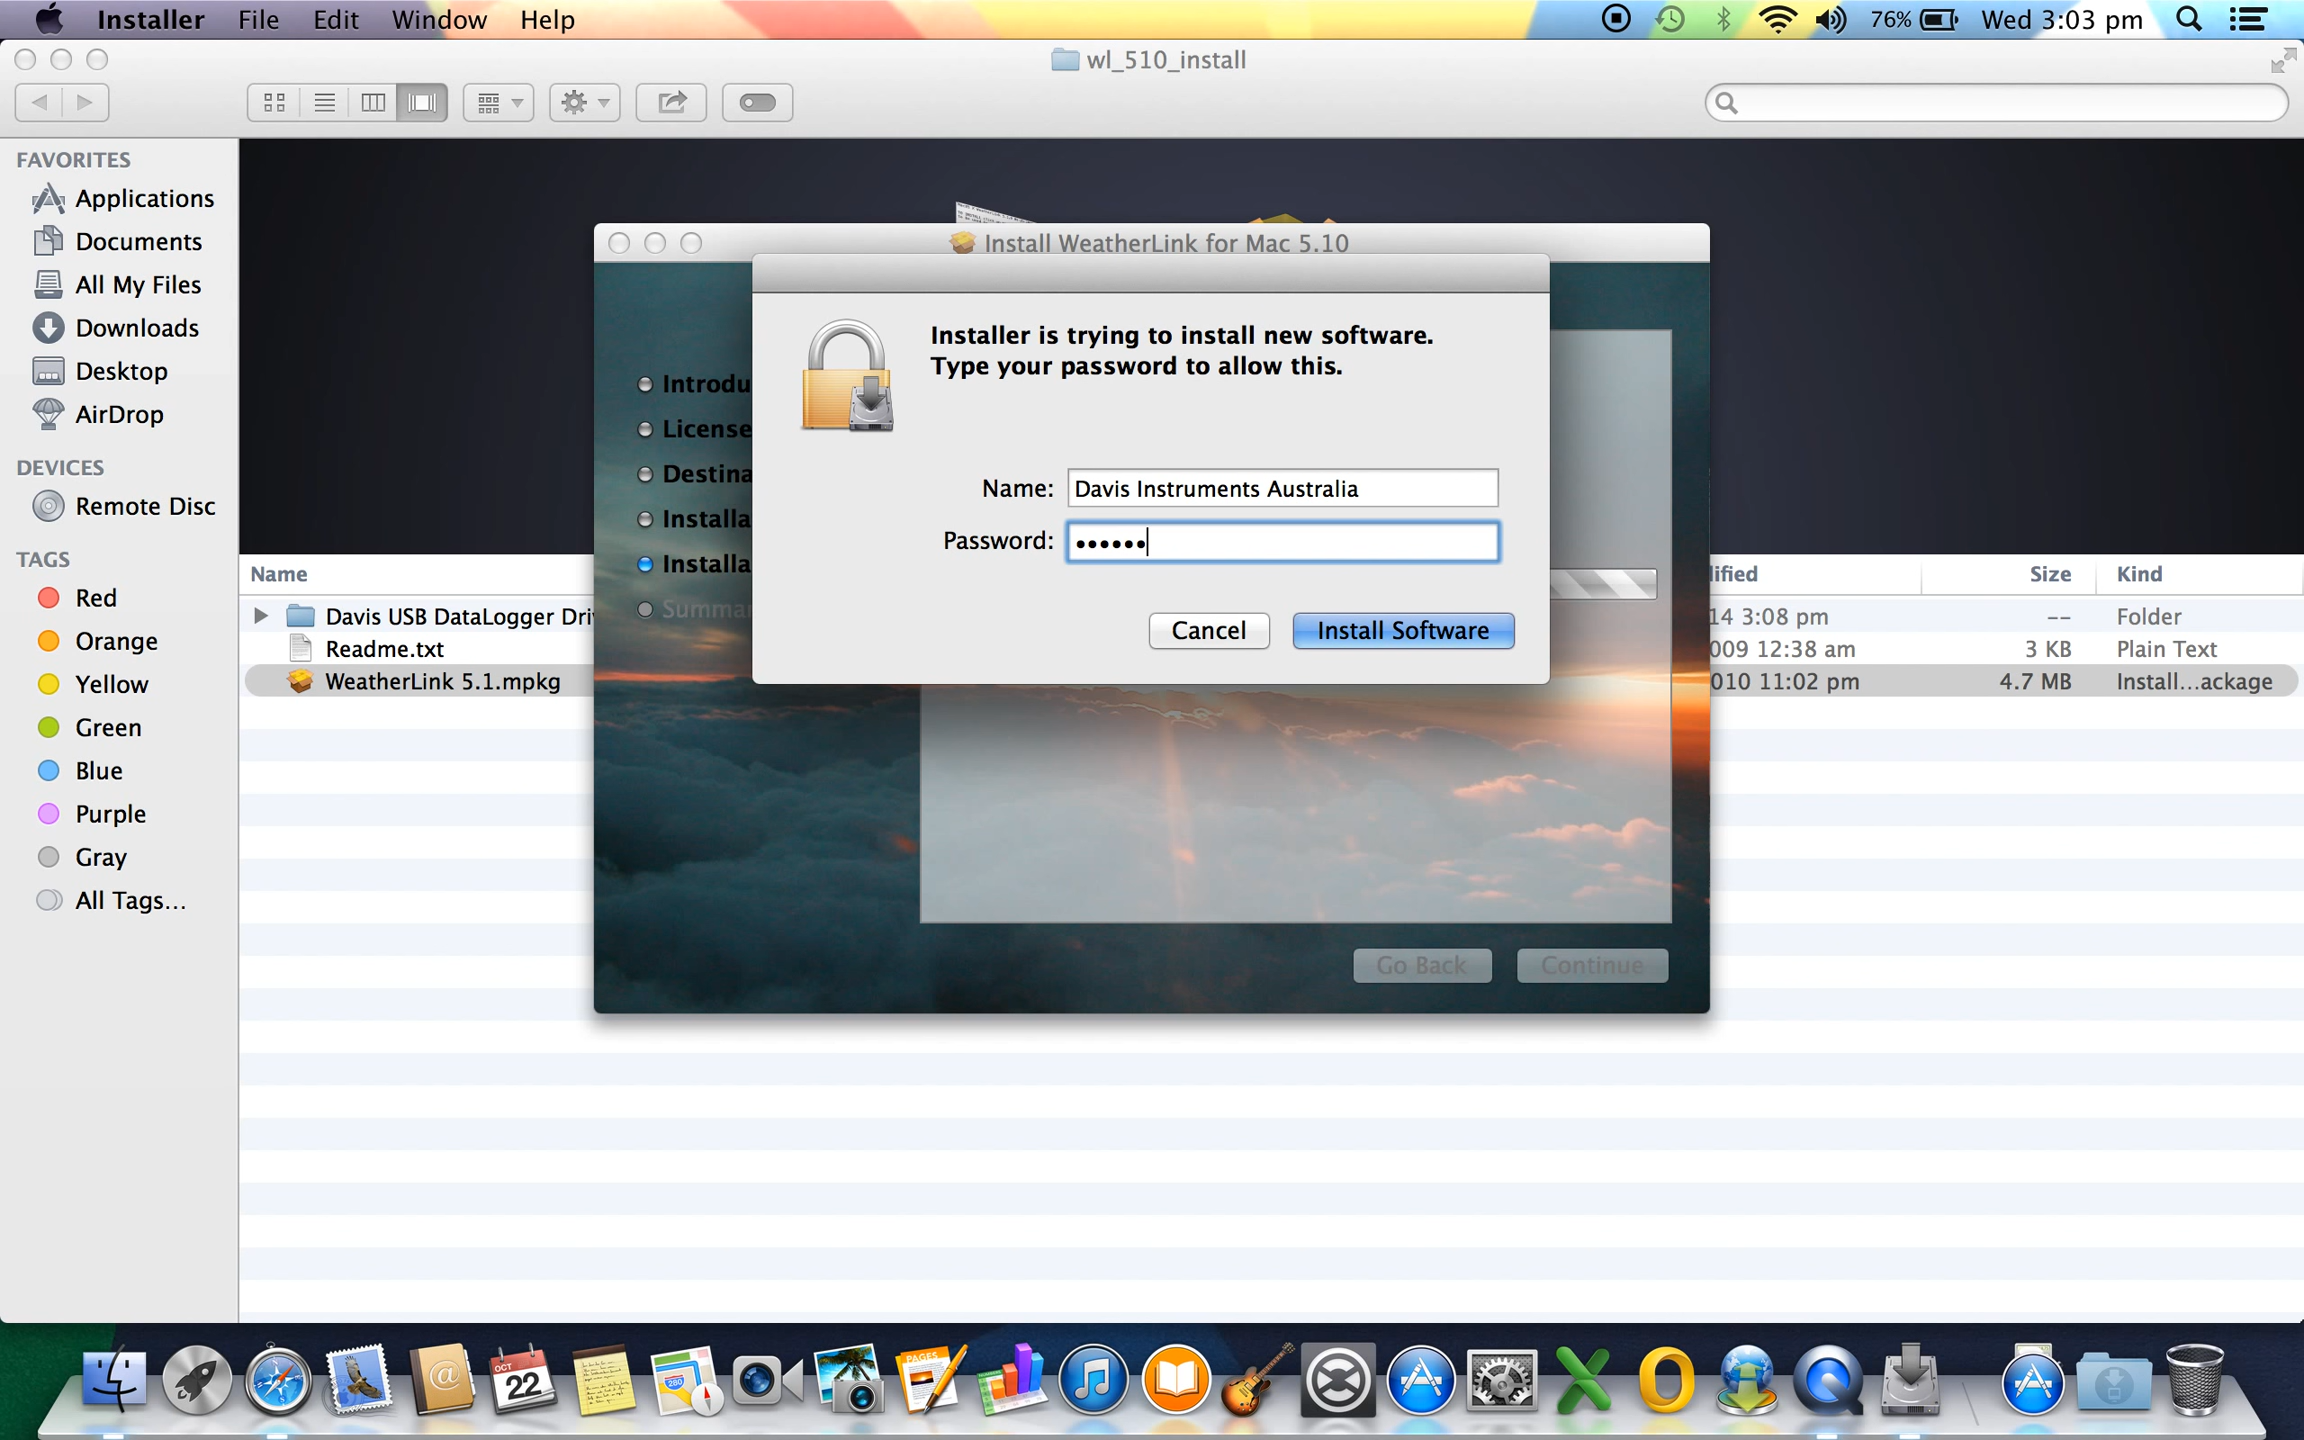 Installer File Edit Window Help 76% Wed 3:03 pm
wl_510_install
FAVORITES
Applications
Documents
All My Files
Downloads
Desktop
AirDrop
DEVICES
Remote Disc
TAGS
Red
Orange
Yellow
Green
Blue
Purple
Gray
All Tags...
Install WeatherLink for Mac 5.10
Introdu
License
Destina
Installa
Installa
Summar
Installer is trying to install new software.
Type your password to allow this.
Name: Davis Instruments Australia
Password: ••••••
Cancel Install Software
Go Back Continue
Name lified Size Kind
Davis USB DataLogger Dri 14 3:08 pm -- Folder
Readme.txt 009 12:38 am 3 KB Plain Text
WeatherLink 5.1.mpkg 010 11:02 pm 4.7 MB Install...ackage
OCT
22
PAGES
280